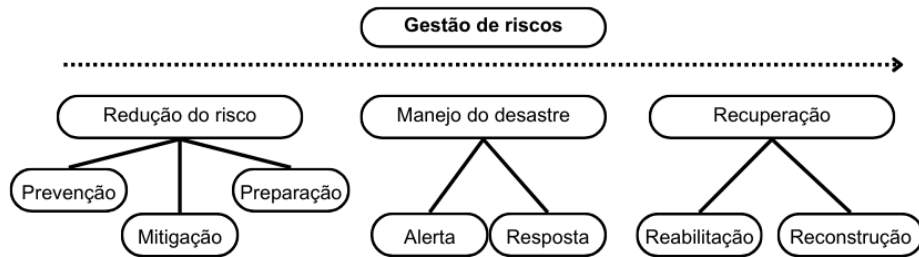 Gestão de riscos
Redução do risco
Manejo do desastre
Recuperação
Prevenção
Preparação
Mitigação
Alerta
Resposta
Reabilitação
Reconstrução